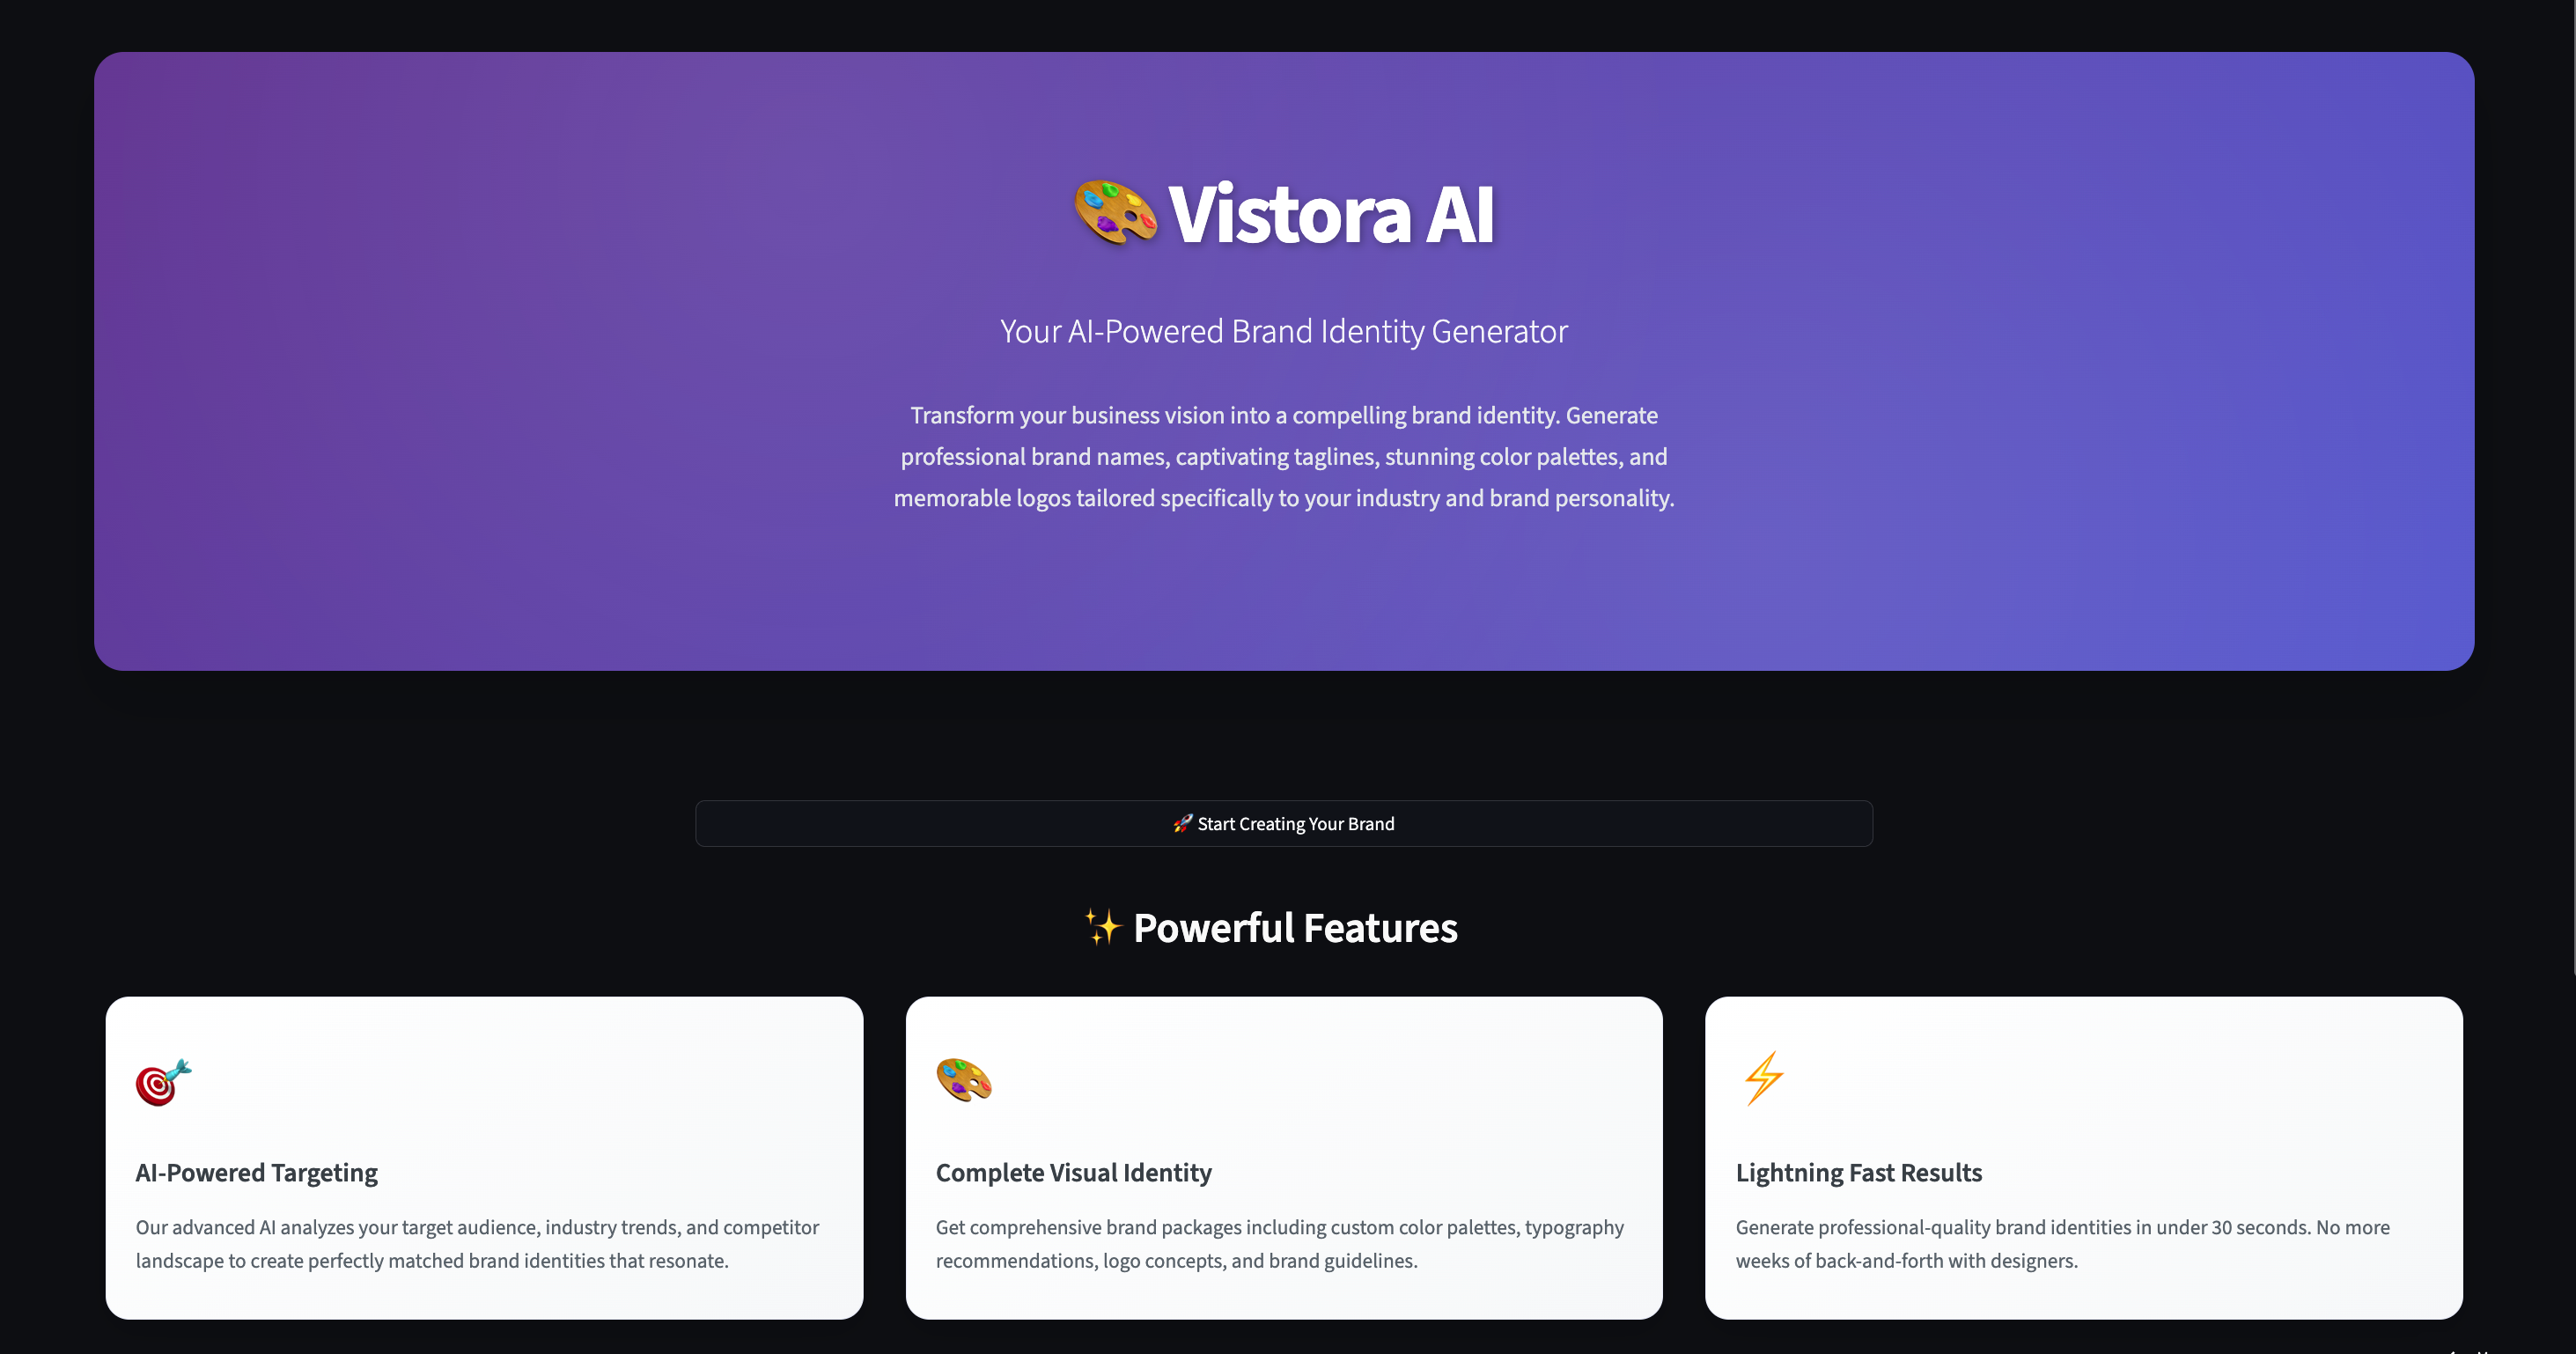 🎨 Vistora AI
Your AI-Powered Brand Identity Generator
Transform your business vision into a compelling brand identity. Generate
professional brand names, captivating taglines, stunning color palettes, and
memorable logos tailored specifically to your industry and brand personality.
🚀 Start Creating Your Brand
✨ Powerful Features
AI-Powered Targeting
Our advanced AI analyzes your target audience, industry trends, and competitor
landscape to create perfectly matched brand identities that resonate.
Complete Visual Identity
Get comprehensive brand packages including custom color palettes, typography
recommendations, logo concepts, and brand guidelines.
Lightning Fast Results
Generate professional-quality brand identities in under 30 seconds. No more
weeks of back-and-forth with designers.